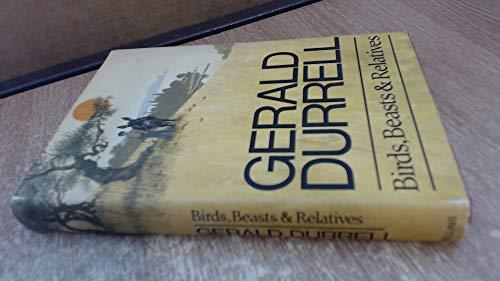 GERALD
DURRELL
Birds, Beasts & Relatives
Birds, Beasts & Relatives
GERALD DURRELL